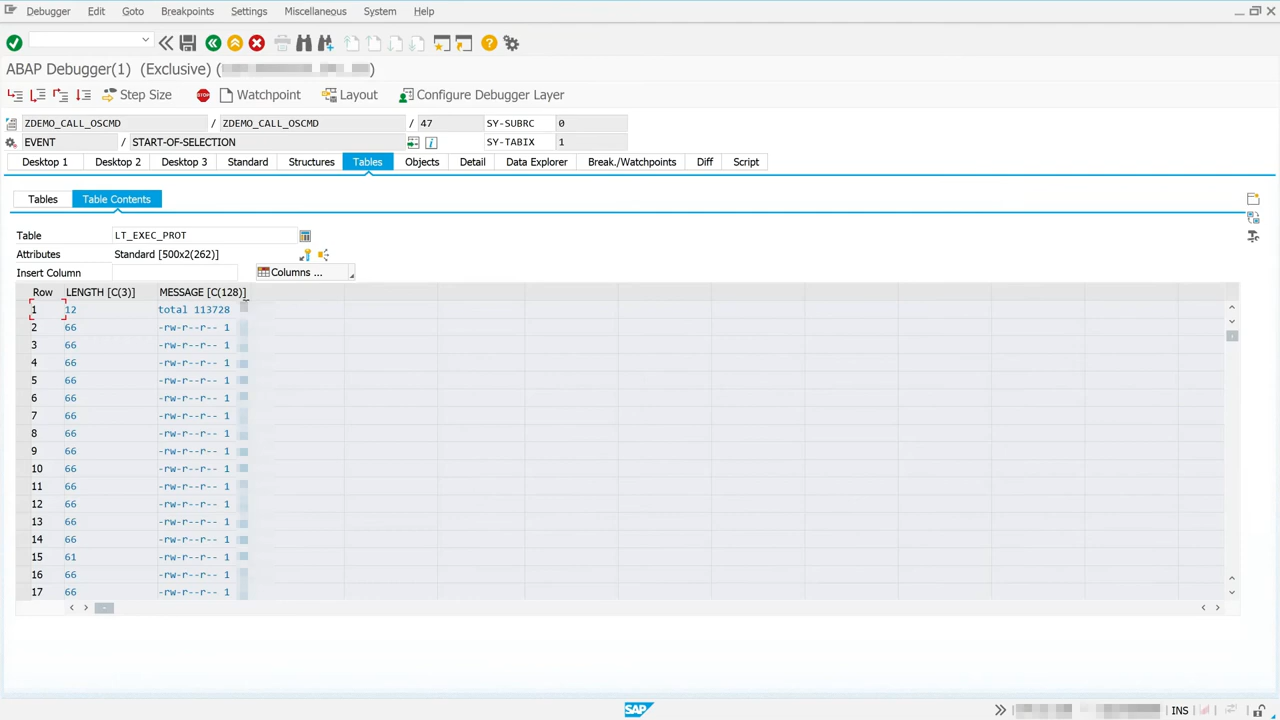 Debugger Edit Goto Breakpoints Settings Miscellaneous System Help
ABAP Debugger(1) (Exclusive) ( )
Step Size STOP Watchpoint Layout Configure Debugger Layer
ZDEMO_CALL_OSCMD / ZDEMO_CALL_OSCMD / 47 SY-SUBRC 0
EVENT / START-OF-SELECTION SY-TABIX 1
Desktop 1 Desktop 2 Desktop 3 Standard Structures Tables Objects Detail Data Explorer Break./Watchpoints Diff Script
Tables Table Contents
Table LT_EXEC_PROT
Attributes Standard [500x2(262)]
Insert Column Columns ...
Row LENGTH [C(3)] MESSAGE [C(128)]
1 12 total 113728
2 66 -rw-r--r-- 1
3 66 -rw-r--r-- 1
4 66 -rw-r--r-- 1
5 66 -rw-r--r-- 1
6 66 -rw-r--r-- 1
7 66 -rw-r--r-- 1
8 66 -rw-r--r-- 1
9 66 -rw-r--r-- 1
10 66 -rw-r--r-- 1
11 66 -rw-r--r-- 1
12 66 -rw-r--r-- 1
13 66 -rw-r--r-- 1
14 66 -rw-r--r-- 1
15 61 -rw-r--r-- 1
16 66 -rw-r--r-- 1
17 66 -rw-r--r-- 1
SAP INS